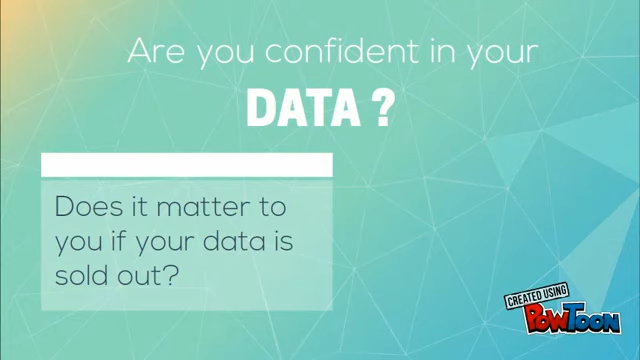 Are you confident in your
DATA ?
Does it matter to
you if your data is
sold out?
CREATED USING
POWTOON